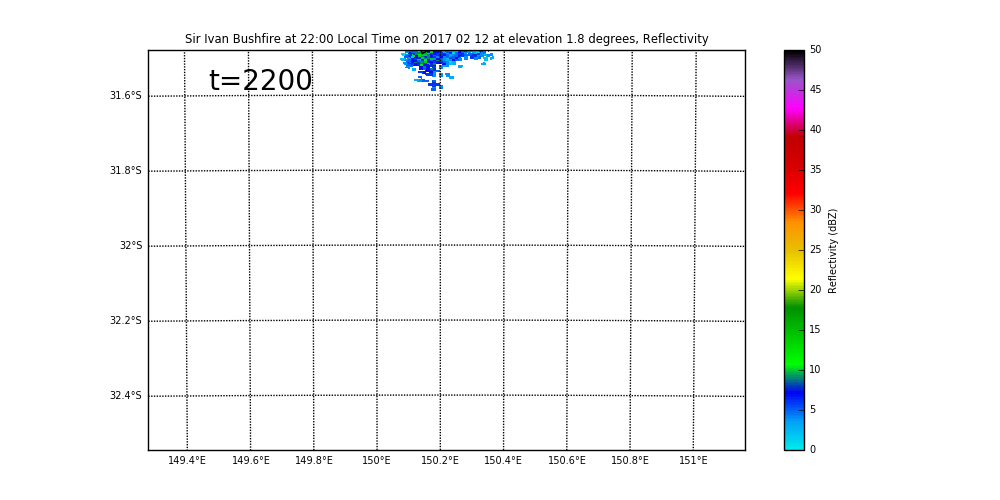 Sir Ivan Bushfire at 22:00 Local Time on 2017 02 12 at elevation 1.8 degrees, Reflectivity
t=2200
31.6°S
31.8°S
32°S
32.2°S
32.4°S
149.4°E 149.6°E 149.8°E 150°E 150.2°E 150.4°E 150.6°E 150.8°E 151°E
50
45
40
35
30
25
20
15
10
5
0
Reflectivity (dBZ)